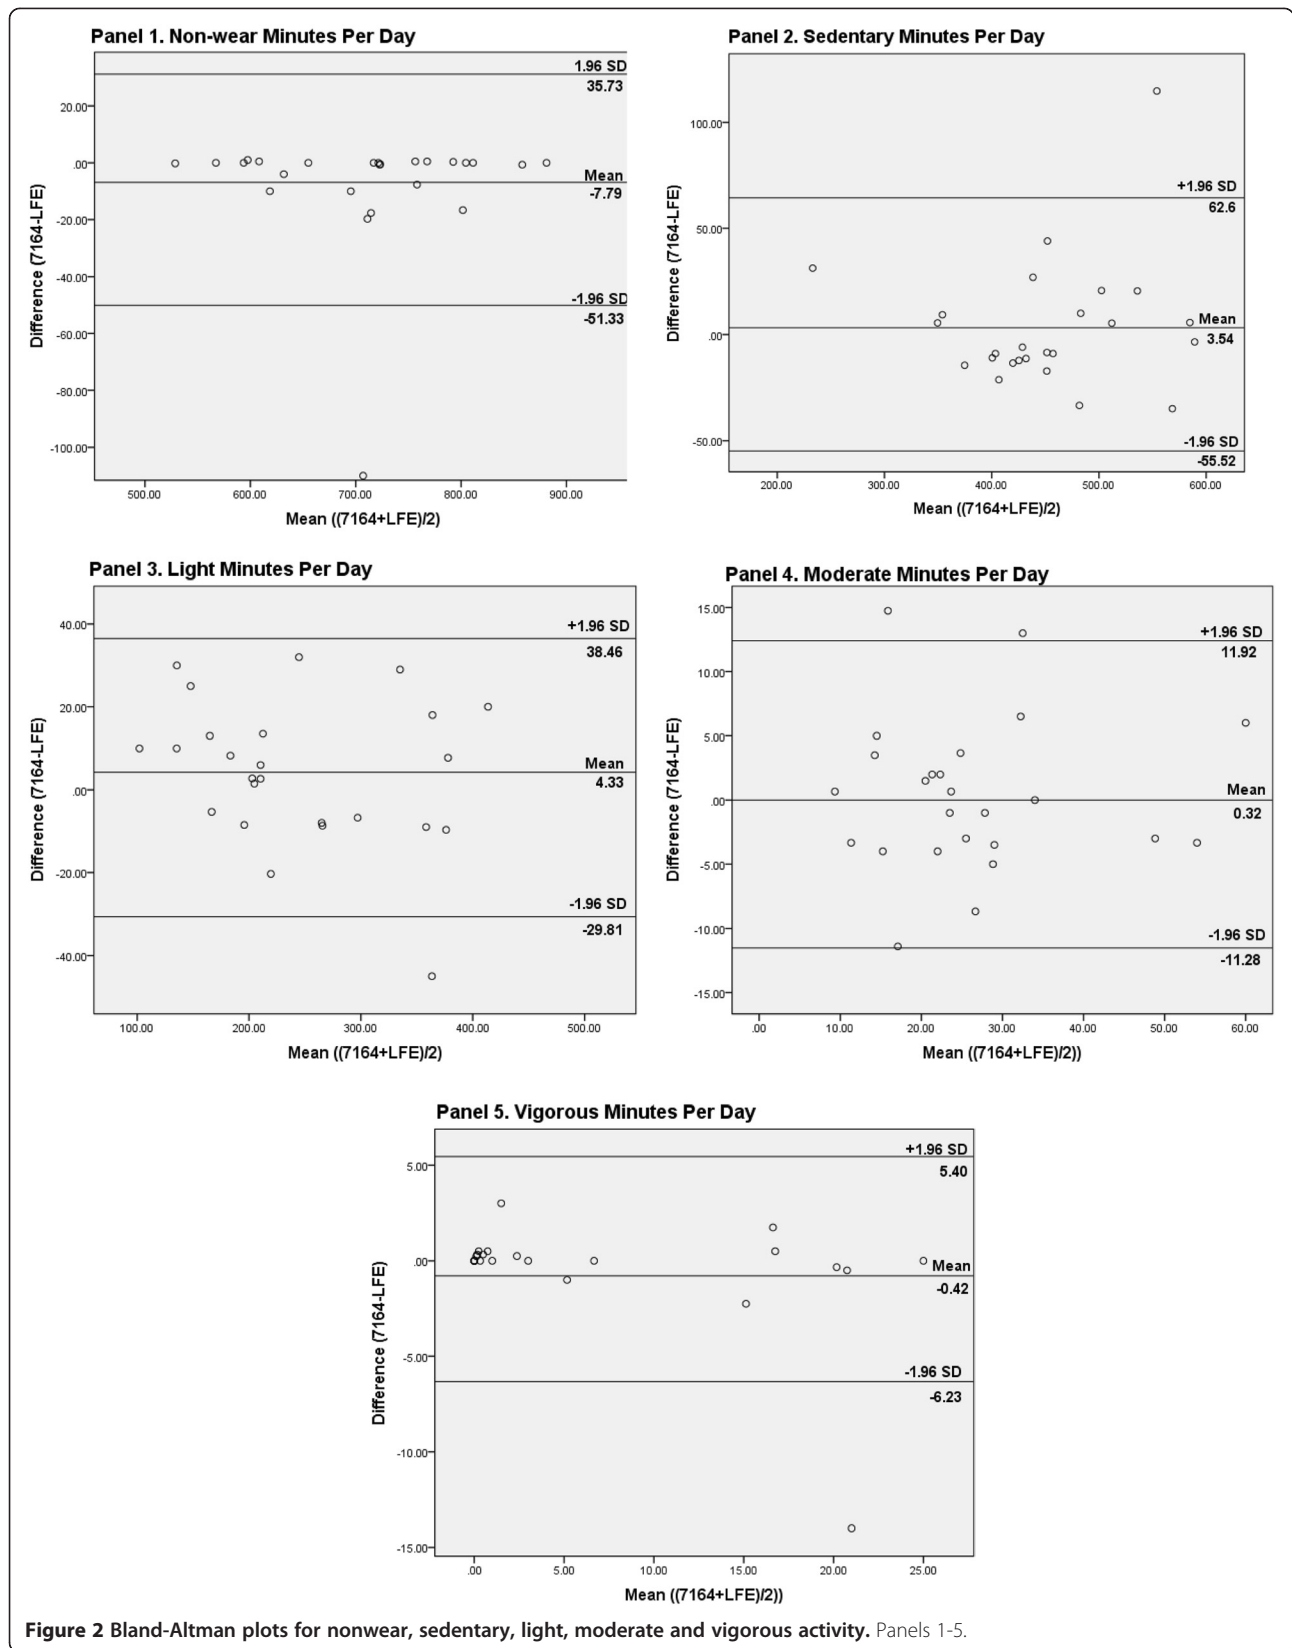 Panel 1. Non-wear Minutes Per Day
1.96 SD
35.73
20.00
.00
Mean
-7.79
-20.00
-40.00
-1.96 SD
-51.33
-60.00
-80.00
-100.00
Difference (7164-LFE)
500.00 600.00 700.00 800.00 900.00
Mean ((7164+LFE)/2)
Panel 2. Sedentary Minutes Per Day
100.00
+1.96 SD
62.6
50.00
Mean
.00
3.54
-50.00
-1.96 SD
-55.52
Difference (7164-LFE)
200.00 300.00 400.00 500.00 600.00
Mean ((7164+LFE)/2)
Panel 3. Light Minutes Per Day
40.00
+1.96 SD
38.46
20.00
Mean
4.33
.00
-20.00
-1.96 SD
-29.81
-40.00
Difference (7164-LFE)
100.00 200.00 300.00 400.00 500.00
Mean ((7164+LFE)/2)
Panel 4. Moderate Minutes Per Day
15.00
+1.96 SD
11.92
10.00
5.00
Mean
.00
0.32
-5.00
-10.00
-1.96 SD
-11.28
-15.00
Difference (7164-LFE)
.00 10.00 20.00 30.00 40.00 50.00 60.00
Mean ((7164+LFE)/2))
Panel 5. Vigorous Minutes Per Day
+1.96 SD
5.00
5.40
.00
Mean
-0.42
-5.00
-1.96 SD
-6.23
-10.00
-15.00
Difference (7164-LFE)
.00 5.00 10.00 15.00 20.00 25.00
Mean ((7164+LFE)/2))
Figure 2 Bland-Altman plots for nonwear, sedentary, light, moderate and vigorous activity. Panels 1-5.